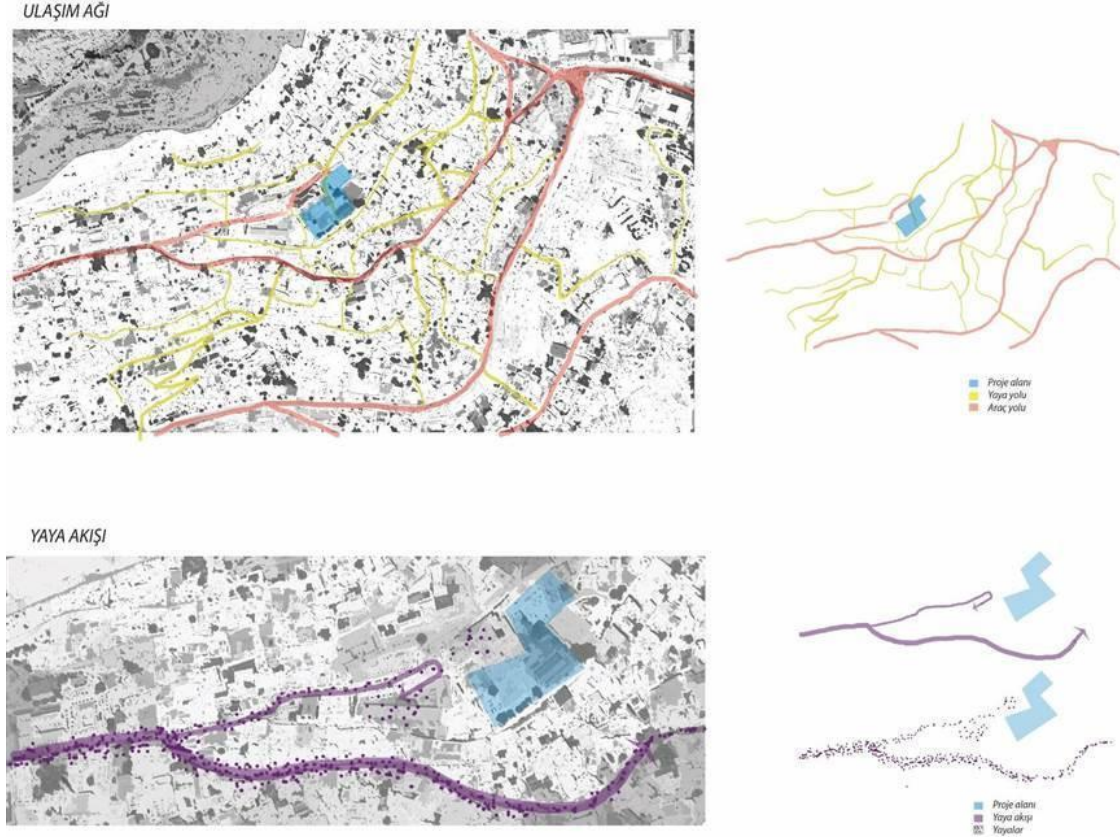 ULAŞIM AĞI
Proje alanı
Yaya yolu
Araç yolu
YAYA AKIŞI
Proje alanı
Yaya akışı
Yayalar